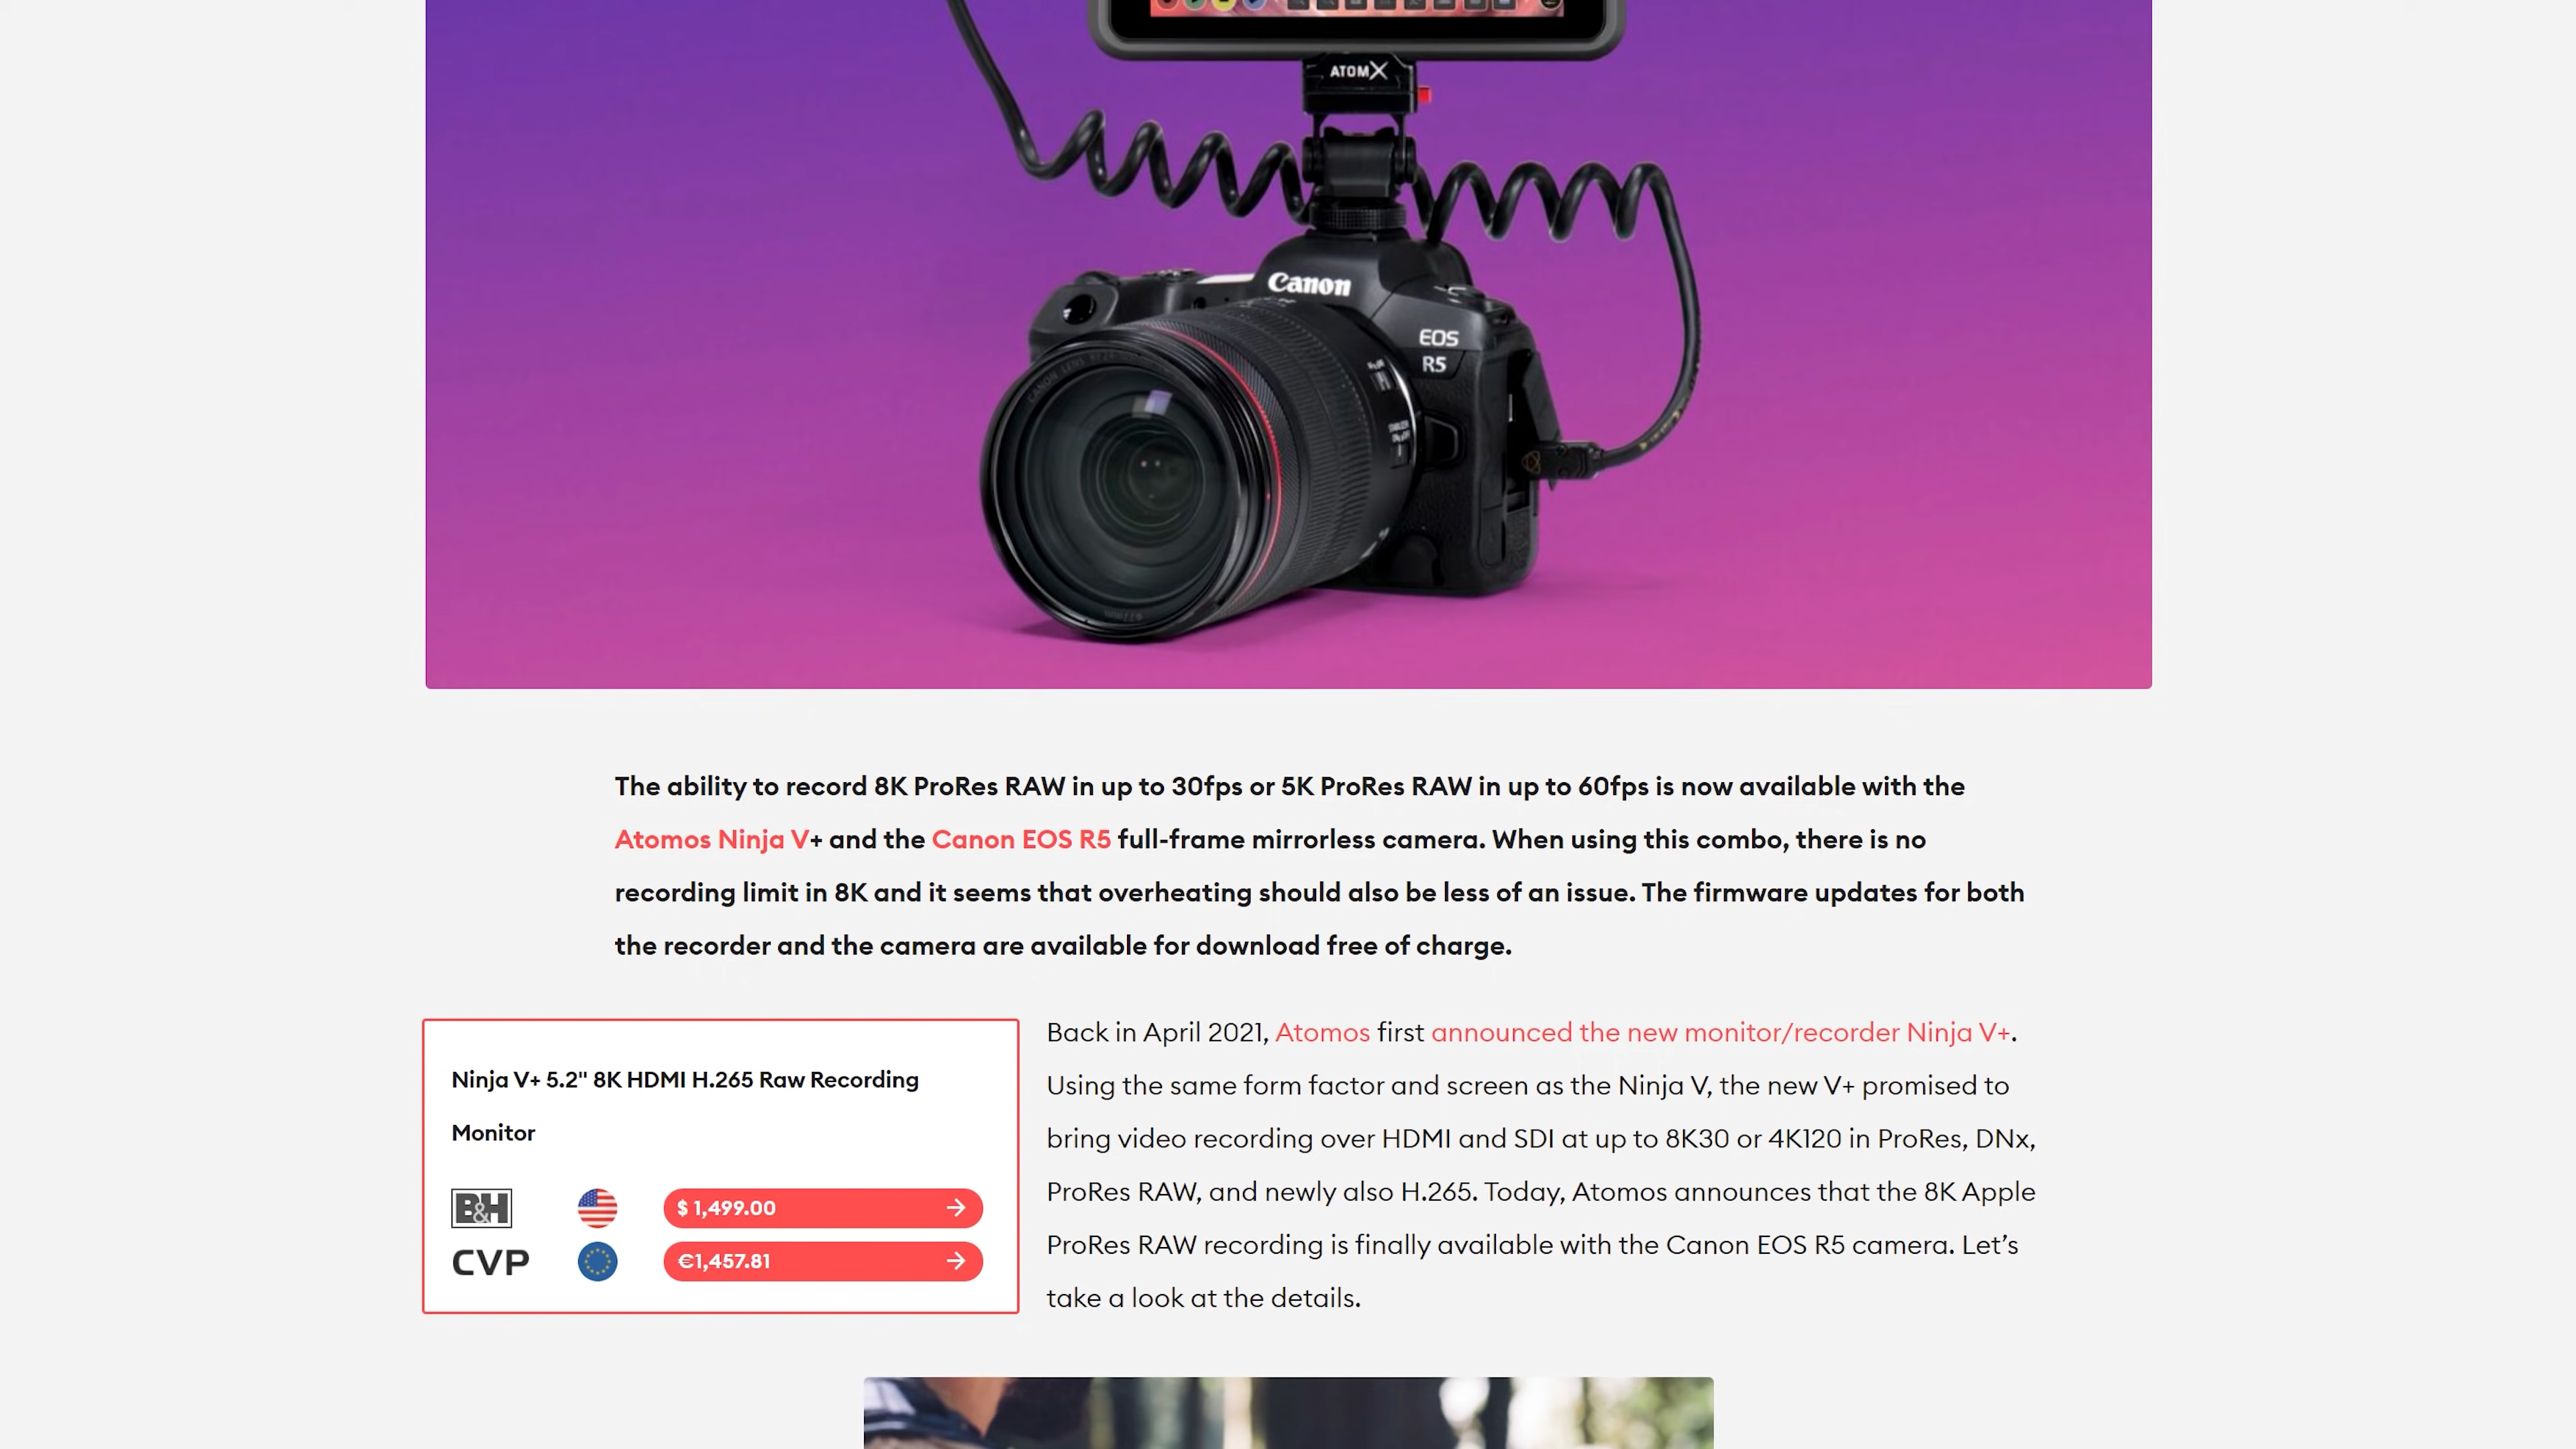 ATOMX
Canon
EOS
R5
The ability to record 8K ProRes RAW in up to 30fps or 5K ProRes RAW in up to 60fps is now available with the
Atomos Ninja V+ and the Canon EOS R5 full-frame mirrorless camera. When using this combo, there is no
recording limit in 8K and it seems that overheating should also be less of an issue. The firmware updates for both
the recorder and the camera are available for download free of charge.
Ninja V+ 5.2" 8K HDMI H.265 Raw Recording
Monitor
B&H
$ 1,499.00
CVP
€1,457.81
Back in April 2021, Atomos first announced the new monitor/recorder Ninja V+.
Using the same form factor and screen as the Ninja V, the new V+ promised to
bring video recording over HDMI and SDI at up to 8K30 or 4K120 in ProRes, DNx,
ProRes RAW, and newly also H.265. Today, Atomos announces that the 8K Apple
ProRes RAW recording is finally available with the Canon EOS R5 camera. Let’s
take a look at the details.